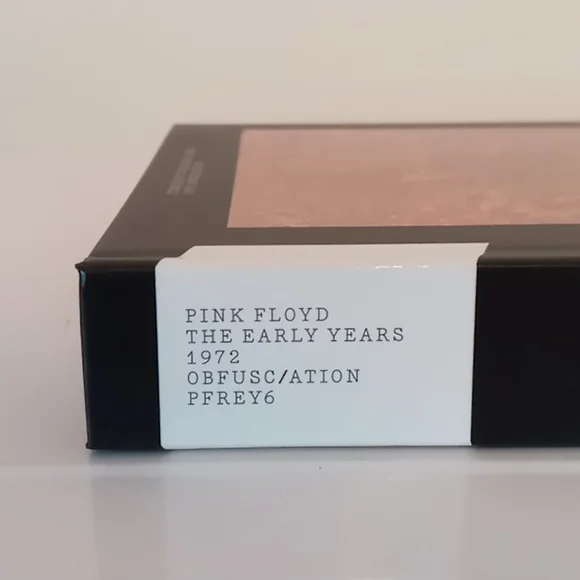 PINK FLOYD
THE EARLY YEARS
1972
OBFUSC/ATION
PFREY6